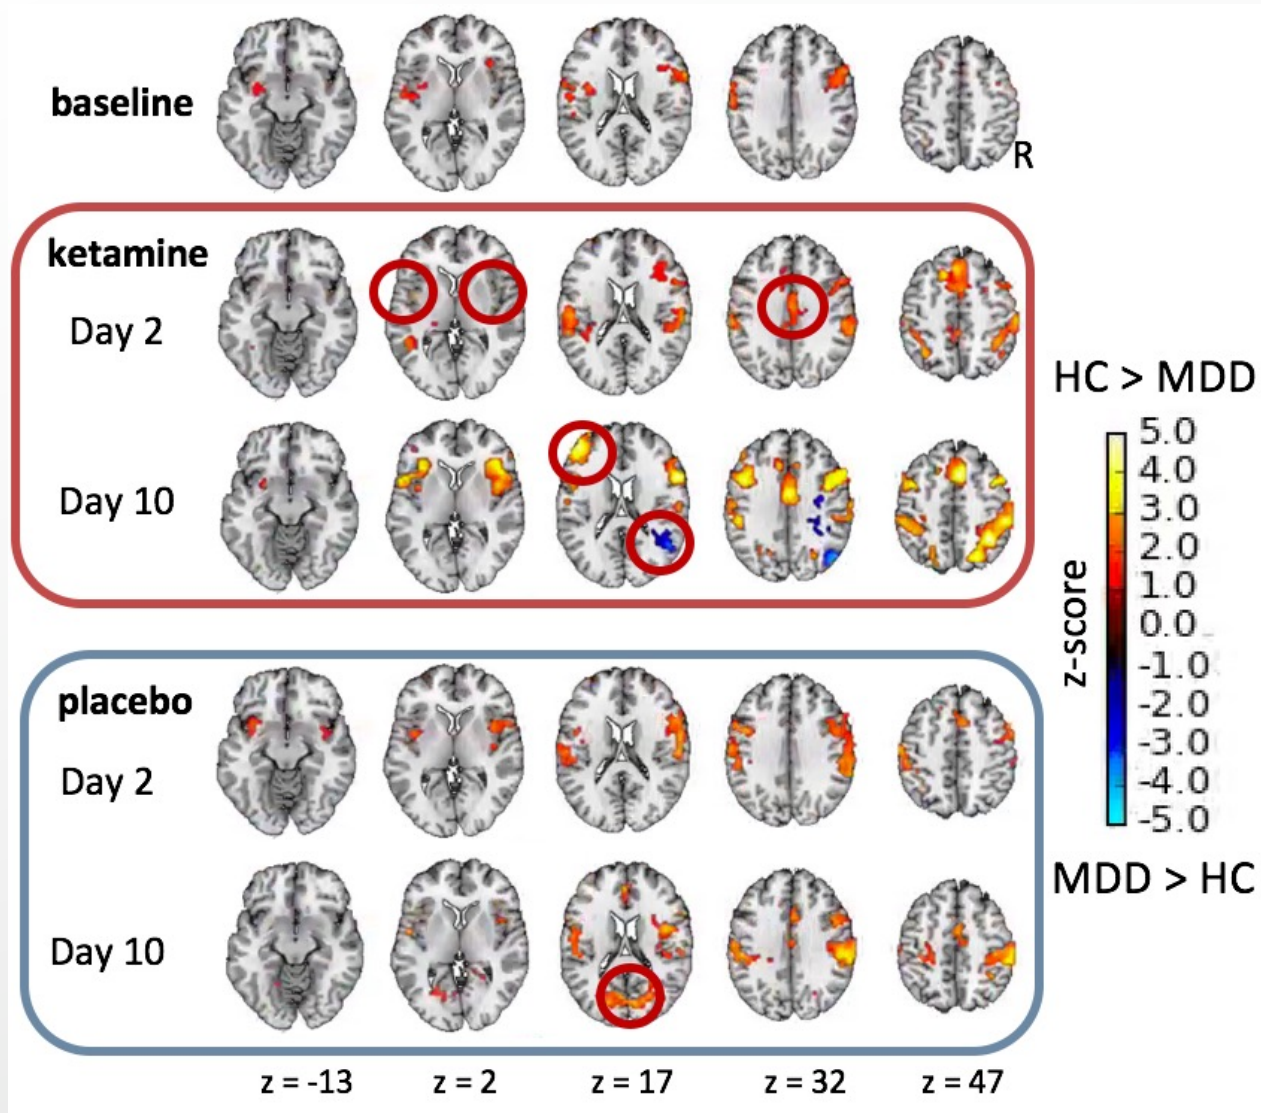 baseline
R
ketamine
Day 2
Day 10
HC > MDD
5.0
4.0
3.0
2.0
1.0
0.0
-1.0
-2.0
-3.0
-4.0
-5.0
z-score
MDD > HC
placebo
Day 2
Day 10
z = -13 z = 2 z = 17 z = 32 z = 47